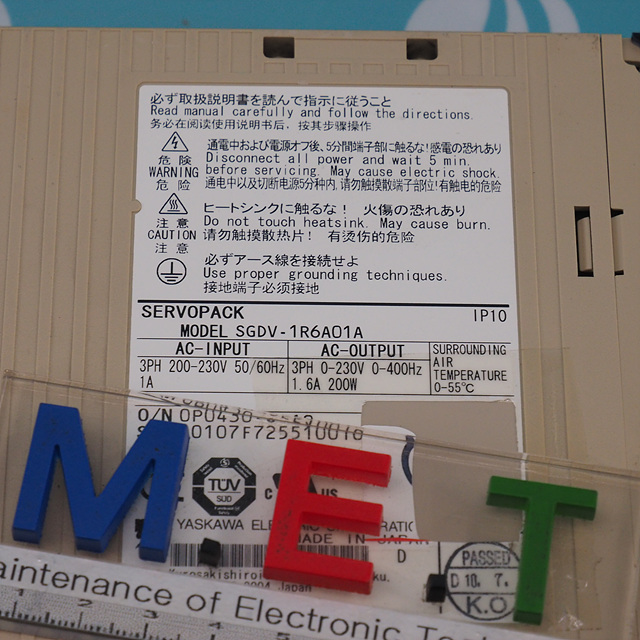 必ず取扱説明書を読んで指示に従うこと
Read manual carefully and follow the directions.
务必在阅读使用说明书后，按其步骤操作
危険
WARNING
危险
通電中および電源オフ後、5分間端子部に触るな!感電の恐れあり
Disconnect all power and wait 5 min.
before servicing. May cause electric shock.
通电中以及切断电源5分钟内,请勿触摸端子部位!有触电的危险
注意
CAUTION
注意
ヒートシンクに触るな! 火傷の恐れあり
Do not touch heatsink. May cause burn.
请勿触摸散热片! 有烫伤的危险
必ずアース線を接続せよ
Use proper grounding techniques.
接地端子必须接地
SERVOPACK IP10
MODEL SGDV-1R6A01A
AC-INPUT
3PH 200-230V 50/60Hz
1A
AC-OUTPUT
3PH 0-230V 0-400Hz
1.6A 200W
SURROUNDING
AIR
TEMPERATURE
0-55℃
O/N
0107F725510010
TÜV
SÜD
US
YASKAWA
MADE IN JAPAN
D
Japan
PASSED
K.O
M.E.T
aintenance of Electronic
2 3 4 5